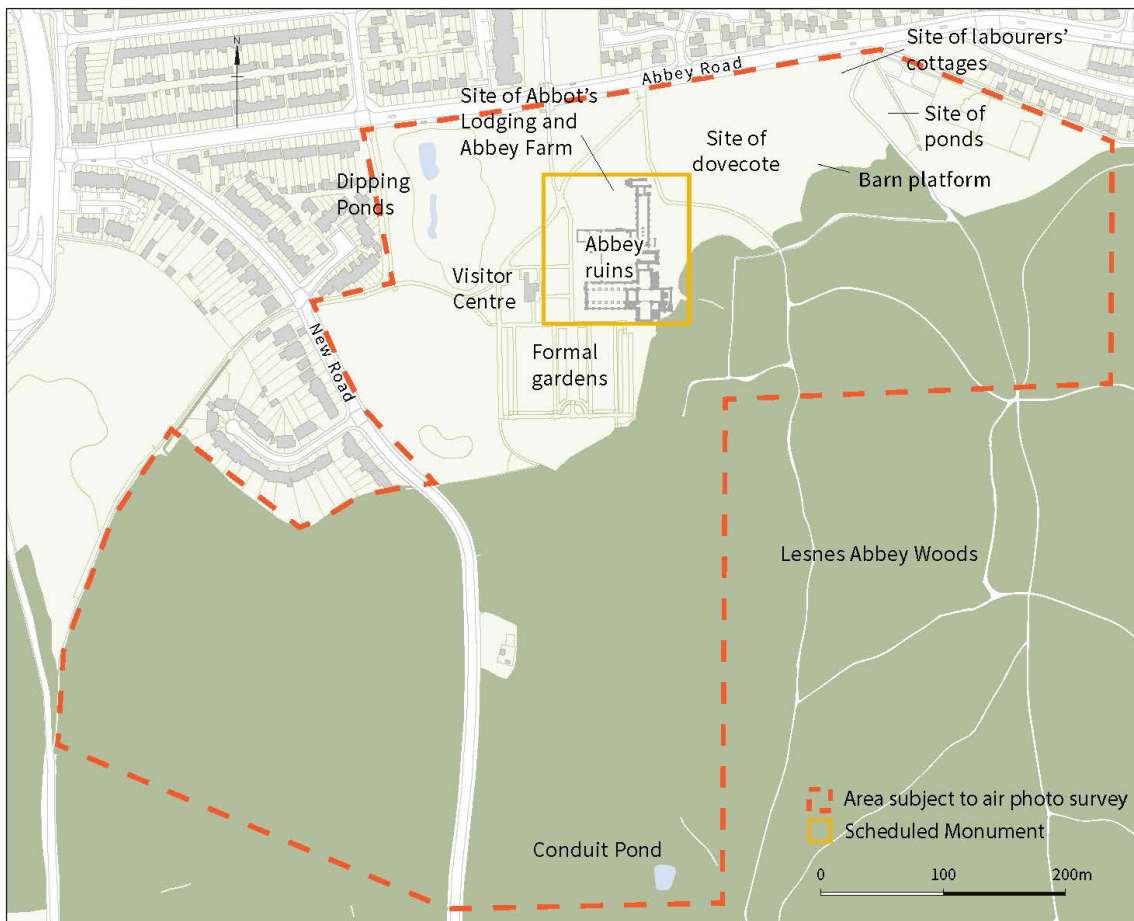 N
Abbey Road
Site of labourers'
cottages
Site of Abbot's
Lodging and
Abbey Farm
Site of
ponds
Site of
dovecote
Barn platform
Dipping
Ponds
Abbey
ruins
Visitor
Centre
New Road
Formal
gardens
Lesnes Abbey Woods
Conduit Pond
Area subject to air photo survey
Scheduled Monument
0 100 200m